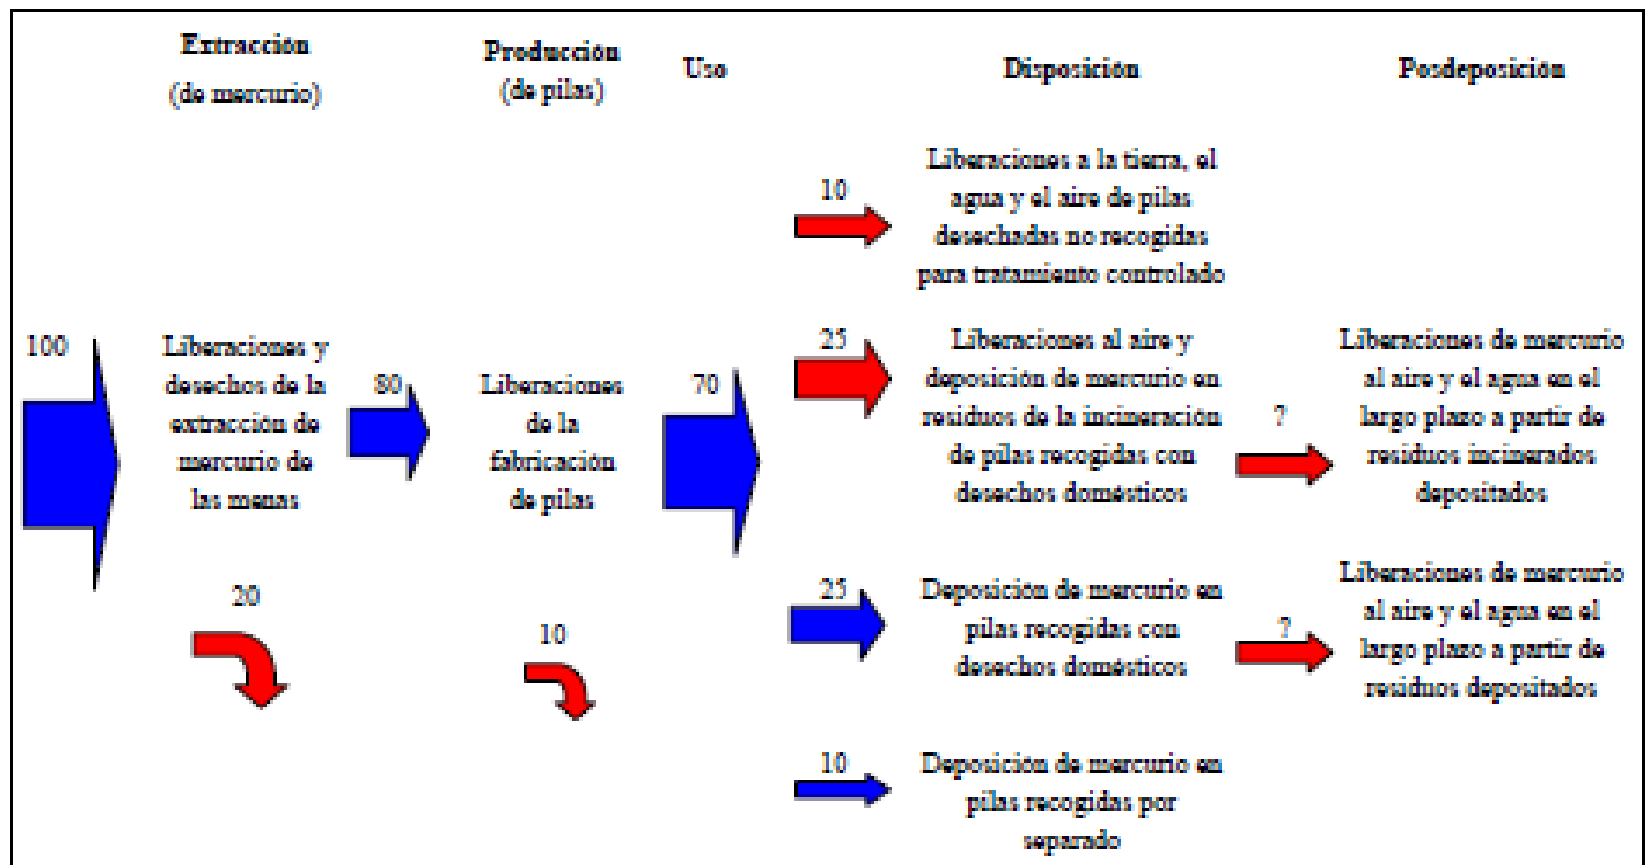 Extracción
(de mercurio)
Producción
(de pilas)
Uso
Disposición
Posdeposición
10
Liberaciones a la tierra, el
agua y el aire de pilas
desechadas no recogidas
para tratamiento controlado
100
Liberaciones y
desechos de la
extracción de
mercurio de
las menas
80
Liberaciones
de la
fabricación
de pilas
70
25
Liberaciones al aire y
deposición de mercurio en
residuos de la incineración
de pilas recogidas con
desechos domésticos
?
Liberaciones de mercurio
al aire y el agua en el
largo plazo a partir de
residuos incinerados
depositados
20
10
25
Deposición de mercurio en
pilas recogidas con
desechos domésticos
?
Liberaciones de mercurio
al aire y el agua en el
largo plazo a partir de
residuos depositados
10
Deposición de mercurio en
pilas recogidas por
separado